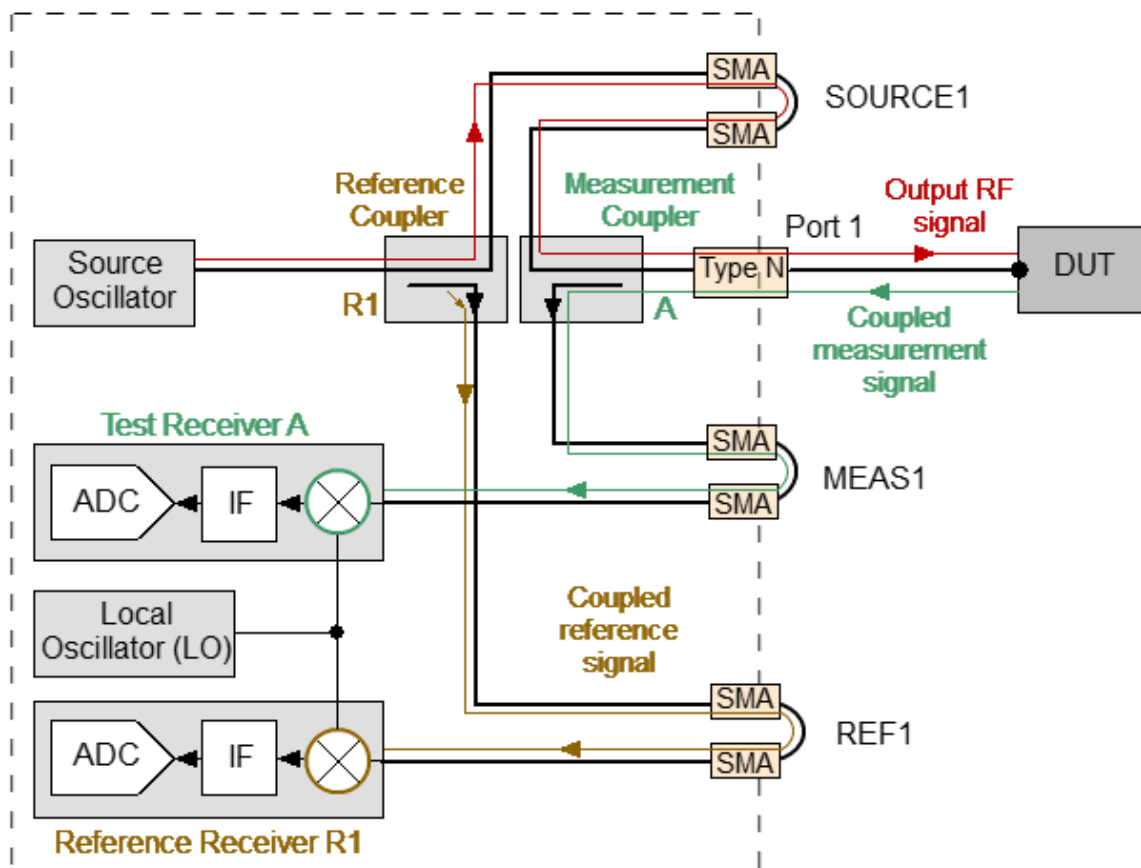 SMA
SOURCE1
SMA
Reference
Coupler
Measurement
Coupler
Output RF
signal
Port 1
Source
Oscillator
Type N
DUT
R1
A
Coupled
measurement
signal
Test Receiver A
SMA
MEAS1
SMA
ADC
IF
Local
Oscillator (LO)
Coupled
reference
signal
SMA
REF1
SMA
ADC
IF
Reference Receiver R1